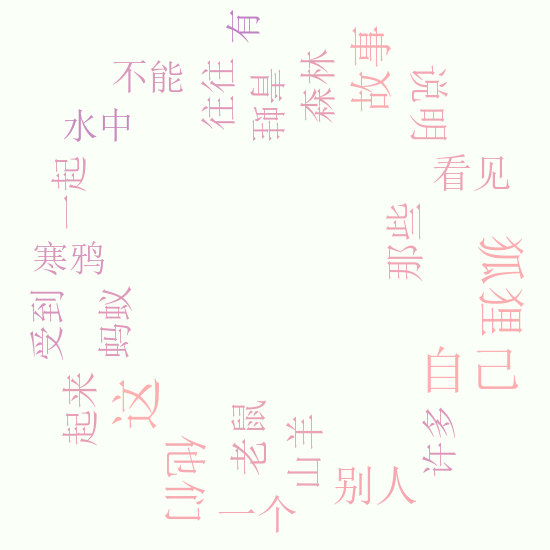 有
故事
不能
往往
葬身
森林
说明
水中
一起
看见
那些
狐狸
寒鸦
受到
蚂蚁
自己
起来
这
许多
老鼠
山羊
他们
别人
一个